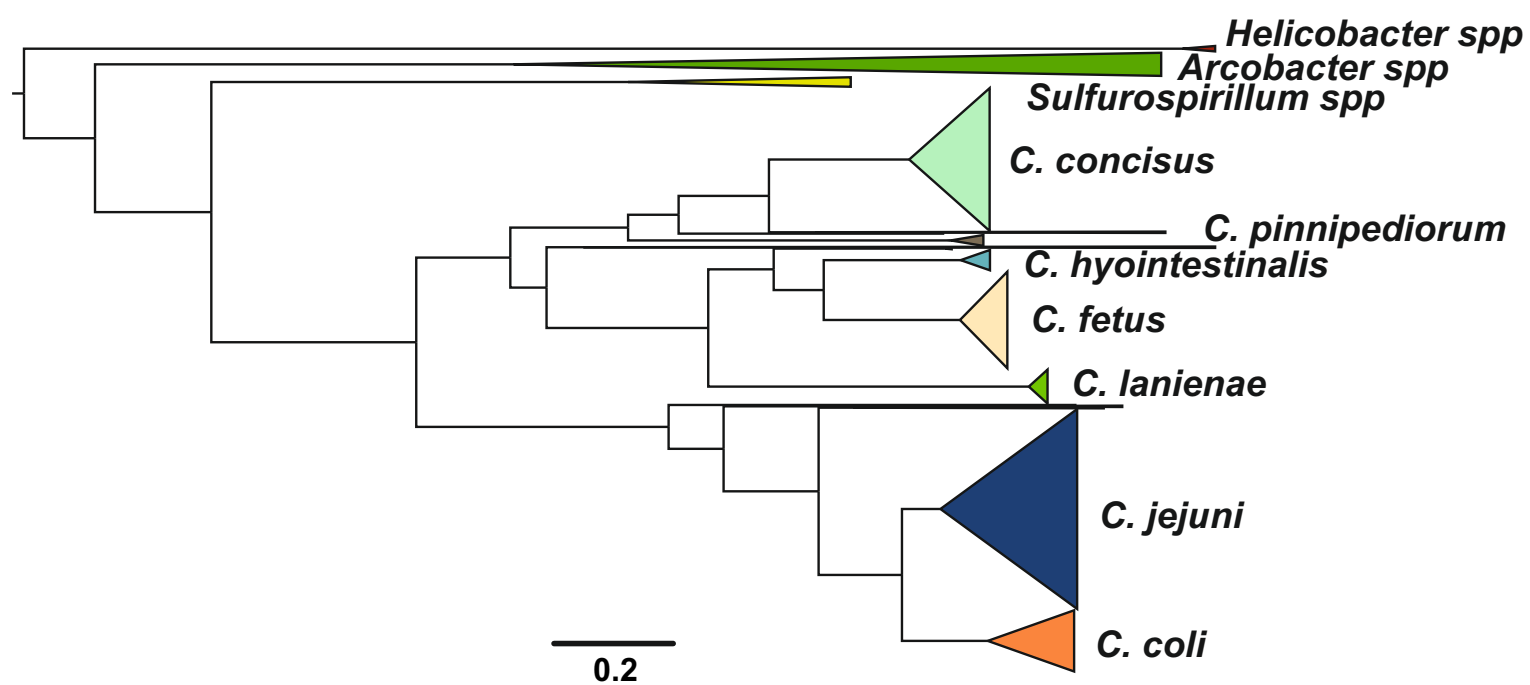 Helicobacter spp
Arcobacter spp
Sulfurospirillum spp
C. concisus
C. pinnipediorum
C. hyointestinalis
C. fetus
C. lanienae
C. jejuni
C. coli
0.2